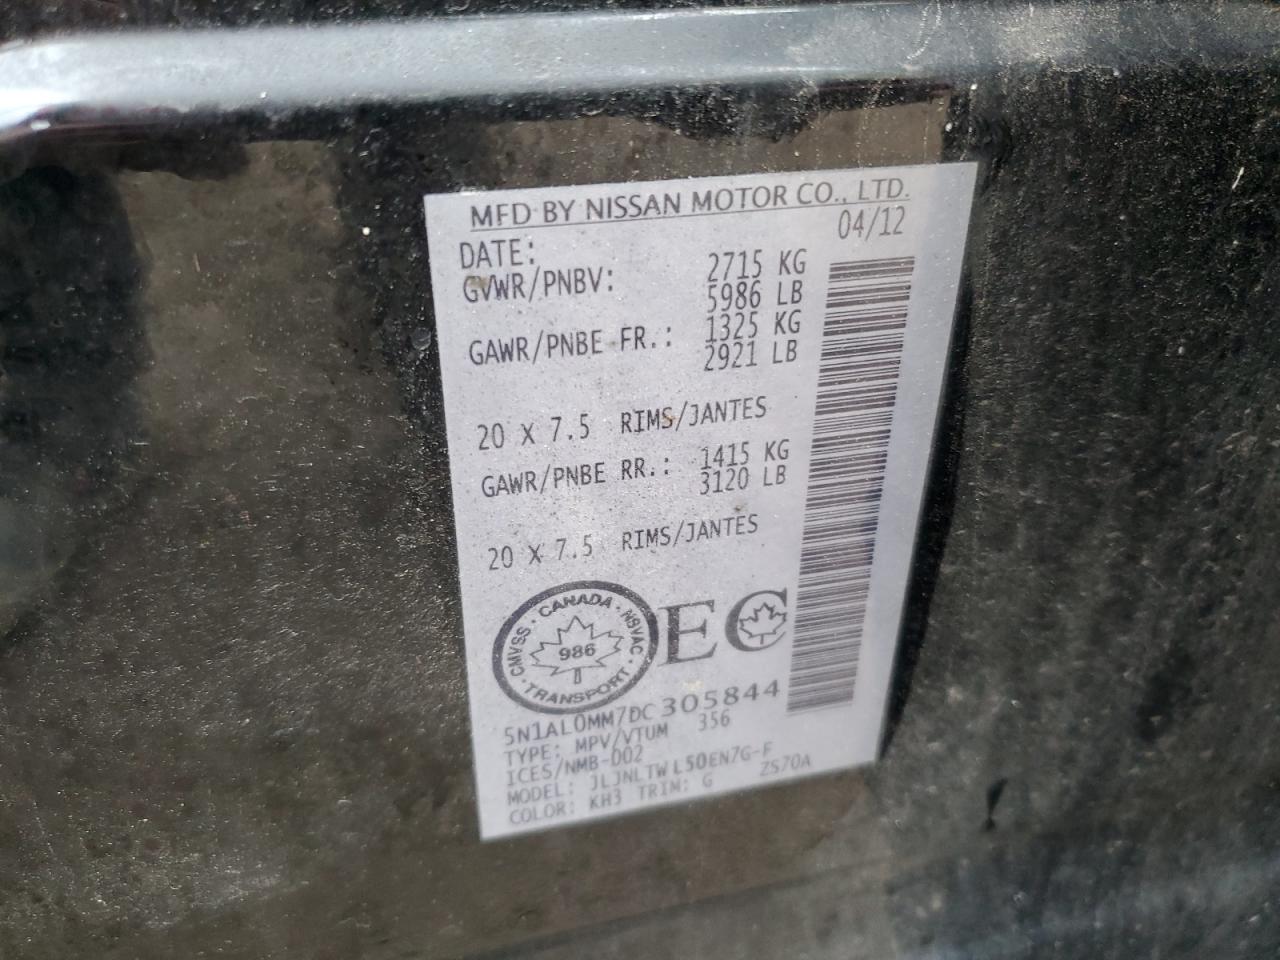 MFD BY NISSAN MOTOR CO., LTD.
DATE: 04/12
GVWR/PNBV: 2715 KG
5986 LB
GAWR/PNBE FR.: 1325 KG
2921 LB
20 X 7.5 RIMS/JANTES
GAWR/PNBE RR.: 1415 KG
3120 LB
20 X 7.5 RIMS/JANTES
CANADA · NSVAC · TRANSPORT · CMVSS ·
986
EC
5N1AL0MM7DC305844
TYPE: MPV/VTUM 356
ICES/NMB-002
MODEL: JLJNLTWL50EN7G-F
COLOR: KH3 TRIM: G ZS70A